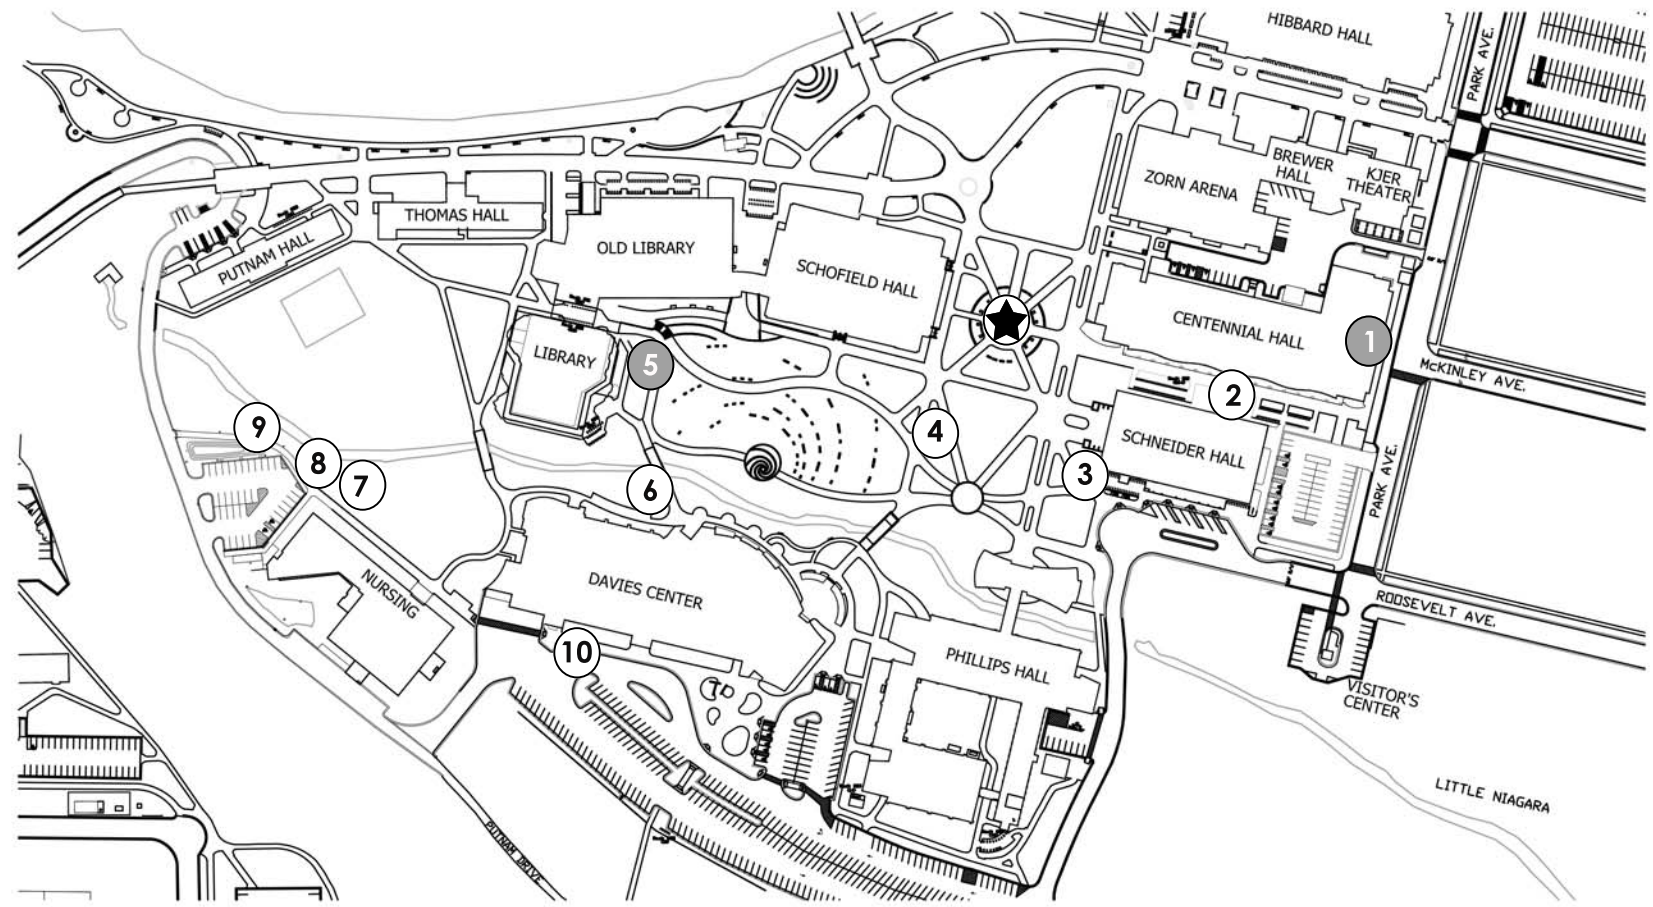 HIBBARD HALL
PARK AVE.
ZORN ARENA
BREWER
HALL
KJER
THEATER
THOMAS HALL
PUTNAM HALL
OLD LIBRARY
SCHOFIELD HALL
CENTENNIAL HALL
1
LIBRARY
5
McKINLEY AVE.
2
4
SCHNEIDER HALL
3
9
8
7
6
PARK AVE.
NURSING
DAVIES CENTER
ROOSEVELT AVE.
10
PHILLIPS HALL
VISITOR'S
CENTER
LITTLE NIAGARA
PUTNAM DRIVE